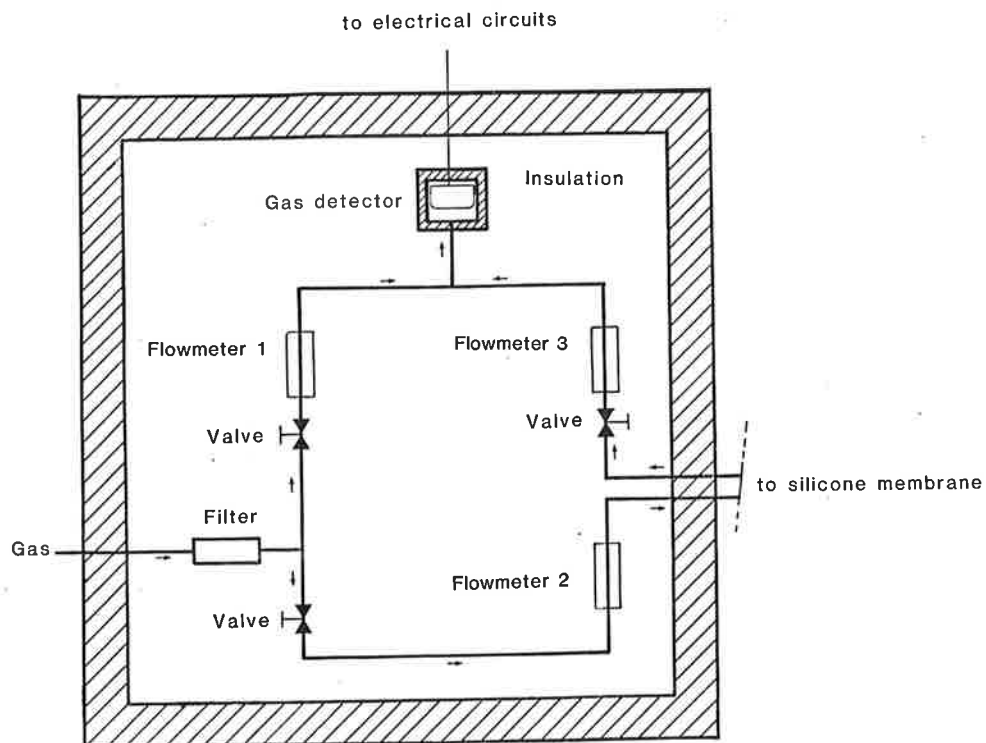 to electrical circuits
Insulation
Gas detector
Flowmeter 1
Flowmeter 3
Valve
Valve
to silicone membrane
Filter
Gas
Flowmeter 2
Valve